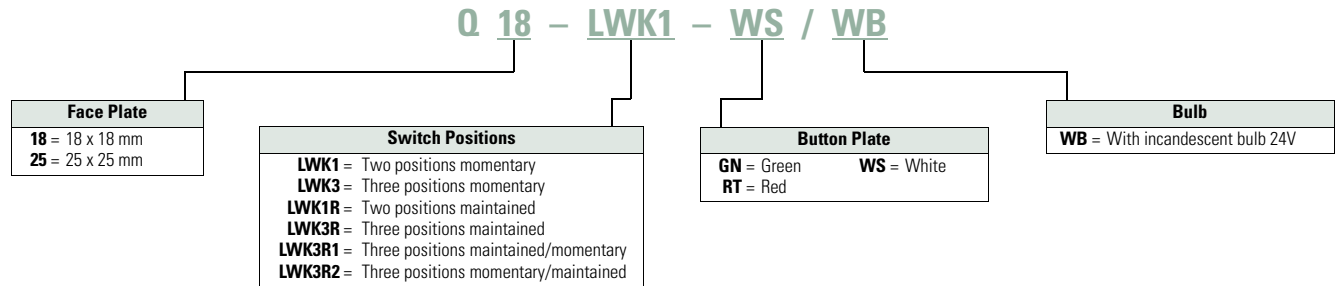 Q 18 – LWK1 – WS / WB
Face Plate
18 = 18 x 18 mm
25 = 25 x 25 mm
Switch Positions
LWK1 = Two positions momentary
LWK3 = Three positions momentary
LWK1R = Two positions maintained
LWK3R = Three positions maintained
LWK3R1 = Three positions maintained/momentary
LWK3R2 = Three positions momentary/maintained
Button Plate
GN = Green WS = White
RT = Red
Bulb
WB = With incandescent bulb 24V